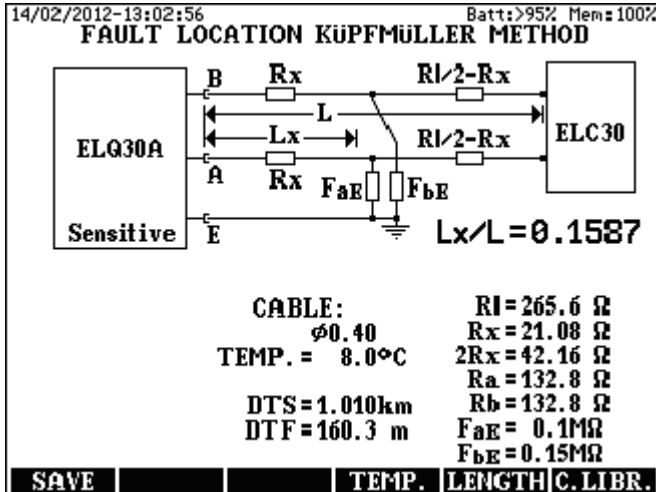 14/02/2012-13:02:56 Batt:>95% Mem:100%
FAULT LOCATION KÜPFMÜLLER METHOD
B Rx Rl/2-Rx
L
ELQ30A Lx Rl/2-Rx ELC30
A Rx FaE FbE
Sensitive E Lx/L=0.1587
CABLE: Rl=265.6 Ω
ϕ0.40 Rx=21.08 Ω
TEMP.= 8.0°C 2Rx=42.16 Ω
Ra=132.8 Ω
DTS=1.010km Rb=132.8 Ω
DTF=160.3 m FaE= 0.1MΩ
FbE=0.15MΩ
SAVE TEMP. LENGTH C.LIBR.